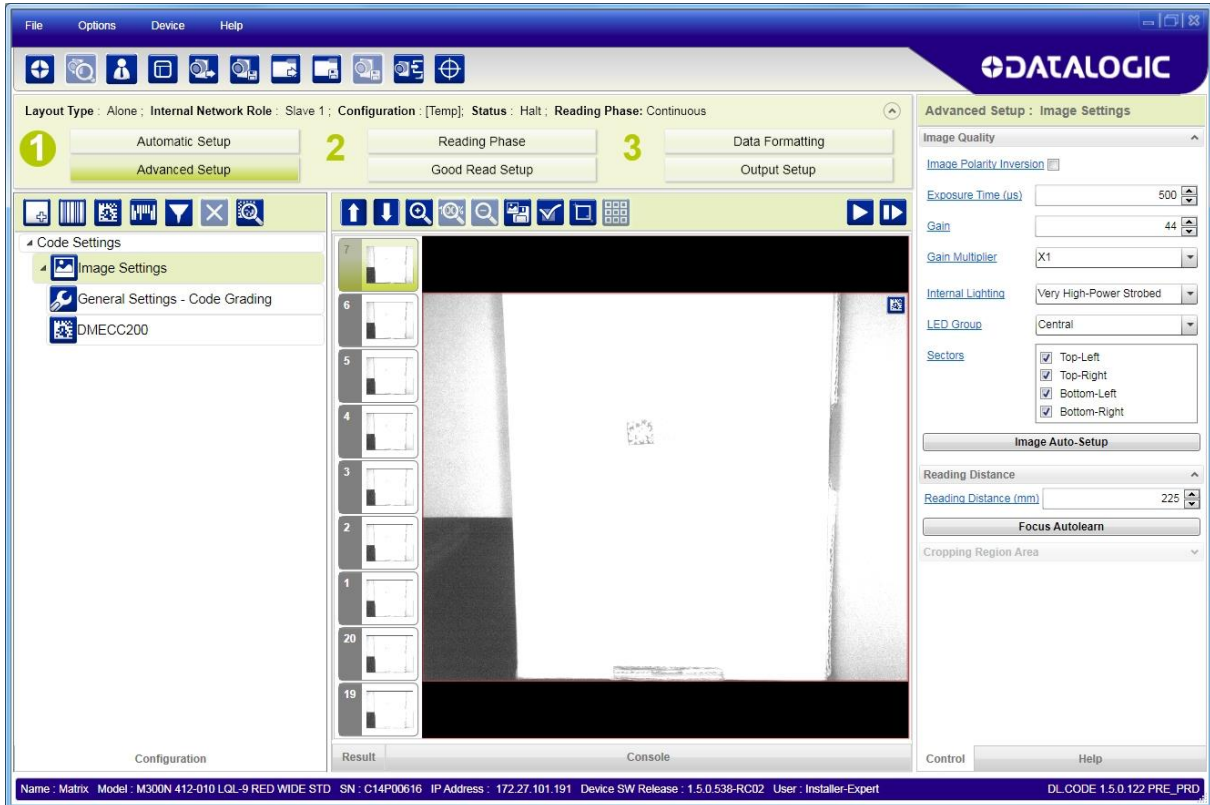 File Options Device Help
DATALOGIC
Layout Type : Alone ; Internal Network Role : Slave 1 ; Configuration : [Temp]; Status : Halt ; Reading Phase: Continuous
1 Automatic Setup 2 Reading Phase 3 Data Formatting
Advanced Setup Good Read Setup Output Setup
Code Settings
Image Settings
General Settings - Code Grading
DMECC200
Configuration
100%
7
6
5
4
3
2
1
20
19
Result Console
Advanced Setup : Image Settings
Image Quality
Image Polarity Inversion
Exposure Time (us) 500
Gain 44
Gain Multiplier X1
Internal Lighting Very High-Power Strobed
LED Group Central
Sectors Top-Left
Top-Right
Bottom-Left
Bottom-Right
Image Auto-Setup
Reading Distance
Reading Distance (mm) 225
Focus Autolearn
Cropping Region Area
Control Help
Name : Matrix Model : M300N 412-010 LQL-9 RED WIDE STD SN : C14P00616 IP Address : 172.27.101.191 Device SW Release : 1.5.0.538-RC02 User : Installer-Expert DL.CODE 1.5.0.122 PRE_PRD